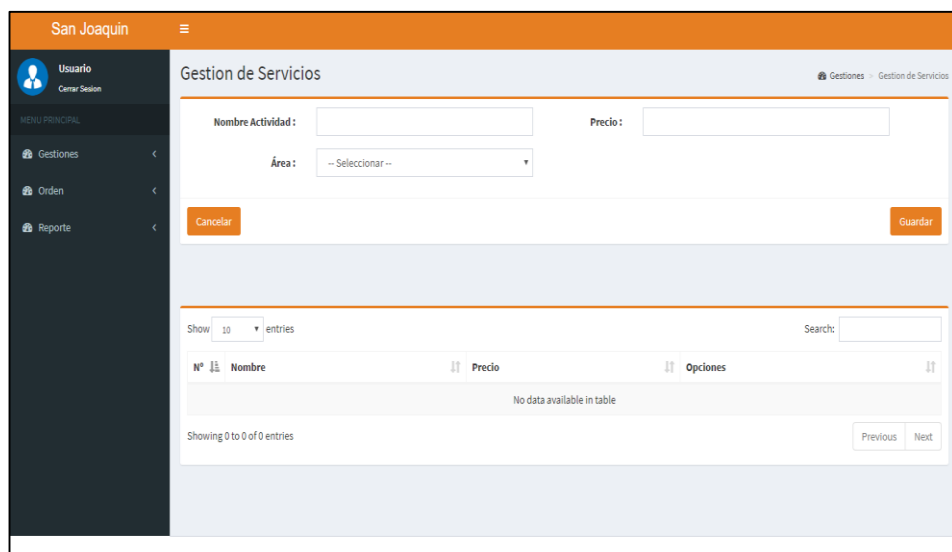 San Joaquin
Usuario
Cerrar Sesion
MENU PRINCIPAL
Gestiones
Orden
Reporte
Gestion de Servicios
Gestiones > Gestion de Servicios
Nombre Actividad : Precio :
Área : -- Seleccionar --
Cancelar Guardar
Show 10 entries Search:
Nº Nombre Precio Opciones
No data available in table
Showing 0 to 0 of 0 entries Previous Next